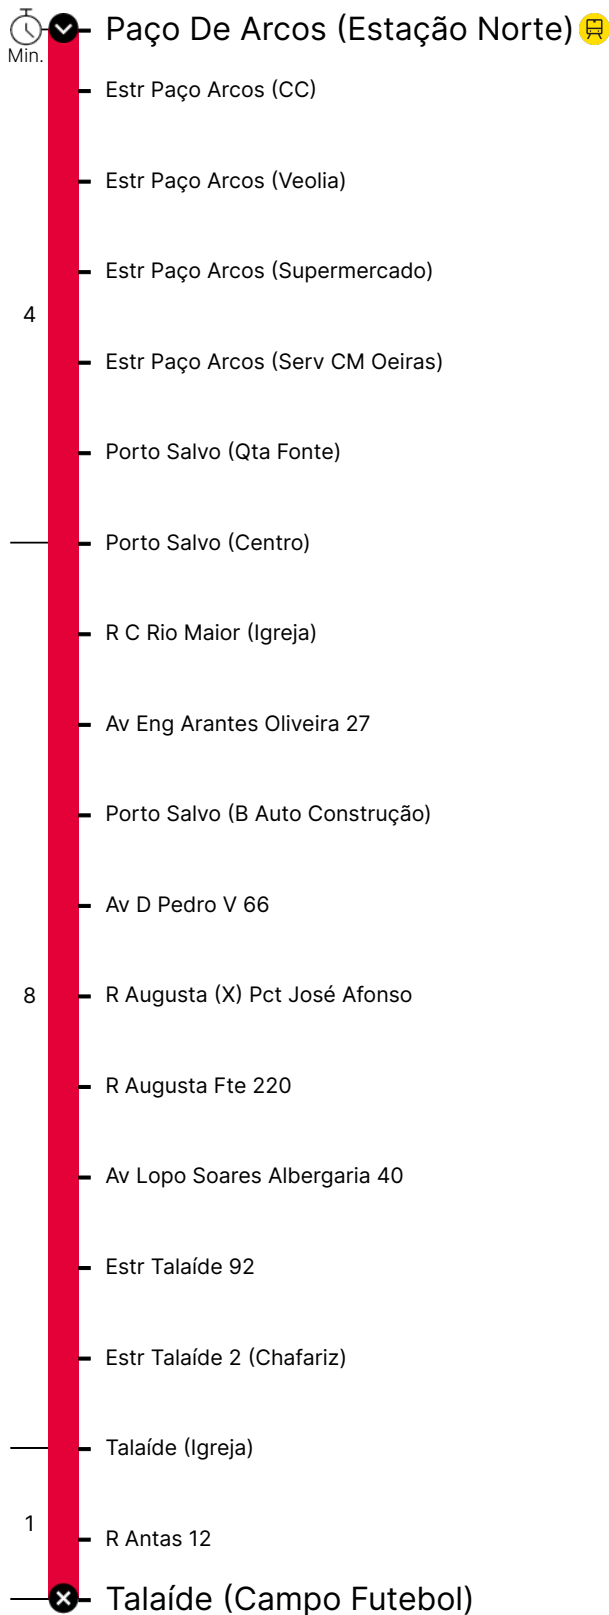 Paço De Arcos (Estação Norte)
Min.
Estr Paço Arcos (CC)
Estr Paço Arcos (Veolia)
Estr Paço Arcos (Supermercado)
4
Estr Paço Arcos (Serv CM Oeiras)
Porto Salvo (Qta Fonte)
Porto Salvo (Centro)
R C Rio Maior (Igreja)
Av Eng Arantes Oliveira 27
Porto Salvo (B Auto Construção)
Av D Pedro V 66
8
R Augusta (X) Pct José Afonso
R Augusta Fte 220
Av Lopo Soares Albergaria 40
Estr Talaíde 92
Estr Talaíde 2 (Chafariz)
Talaíde (Igreja)
1
R Antas 12
Talaíde (Campo Futebol)